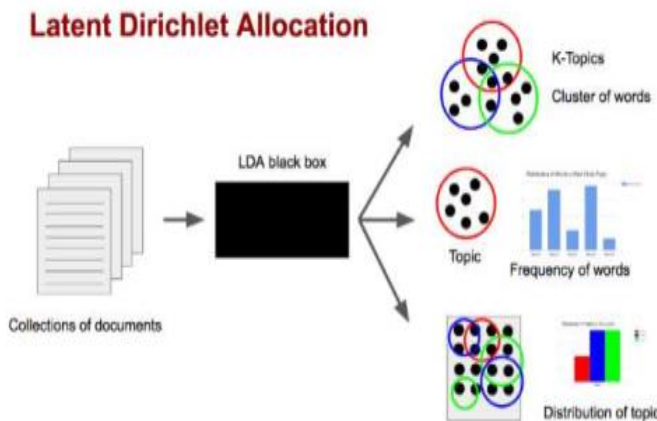 Latent Dirichlet Allocation
K-Topics
Cluster of words
LDA black box
Topic
Frequency of words
Collections of documents
Distribution of topic